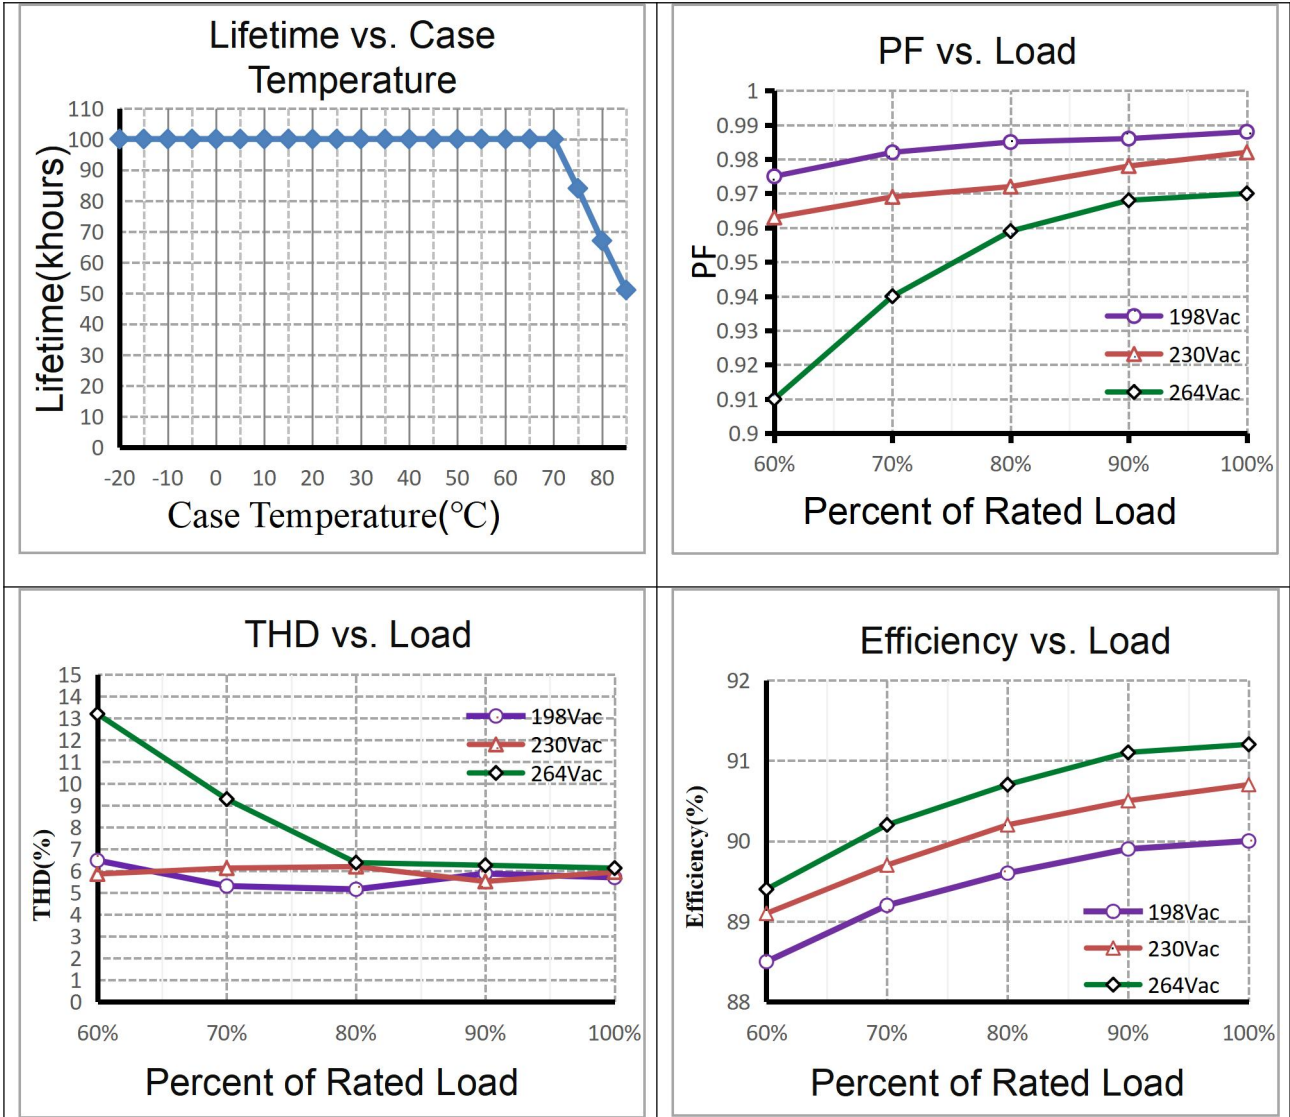 Lifetime vs. Case
Temperature
110
100
90
80
70
60
50
40
30
20
10
0
Lifetime(khours)
-20 -10 0 10 20 30 40 50 60 70 80
Case Temperature(℃)
PF vs. Load
1
0.99
0.98
0.97
0.96
0.95
0.94
0.93
0.92
0.91
0.9
PF
198Vac
230Vac
264Vac
60% 70% 80% 90% 100%
Percent of Rated Load
THD vs. Load
15
14
13
12
11
10
9
8
7
6
5
4
3
2
1
0
THD(%)
198Vac
230Vac
264Vac
60% 70% 80% 90% 100%
Percent of Rated Load
Efficiency vs. Load
92
91
90
89
88
Efficiency(%)
198Vac
230Vac
264Vac
60% 70% 80% 90% 100%
Percent of Rated Load